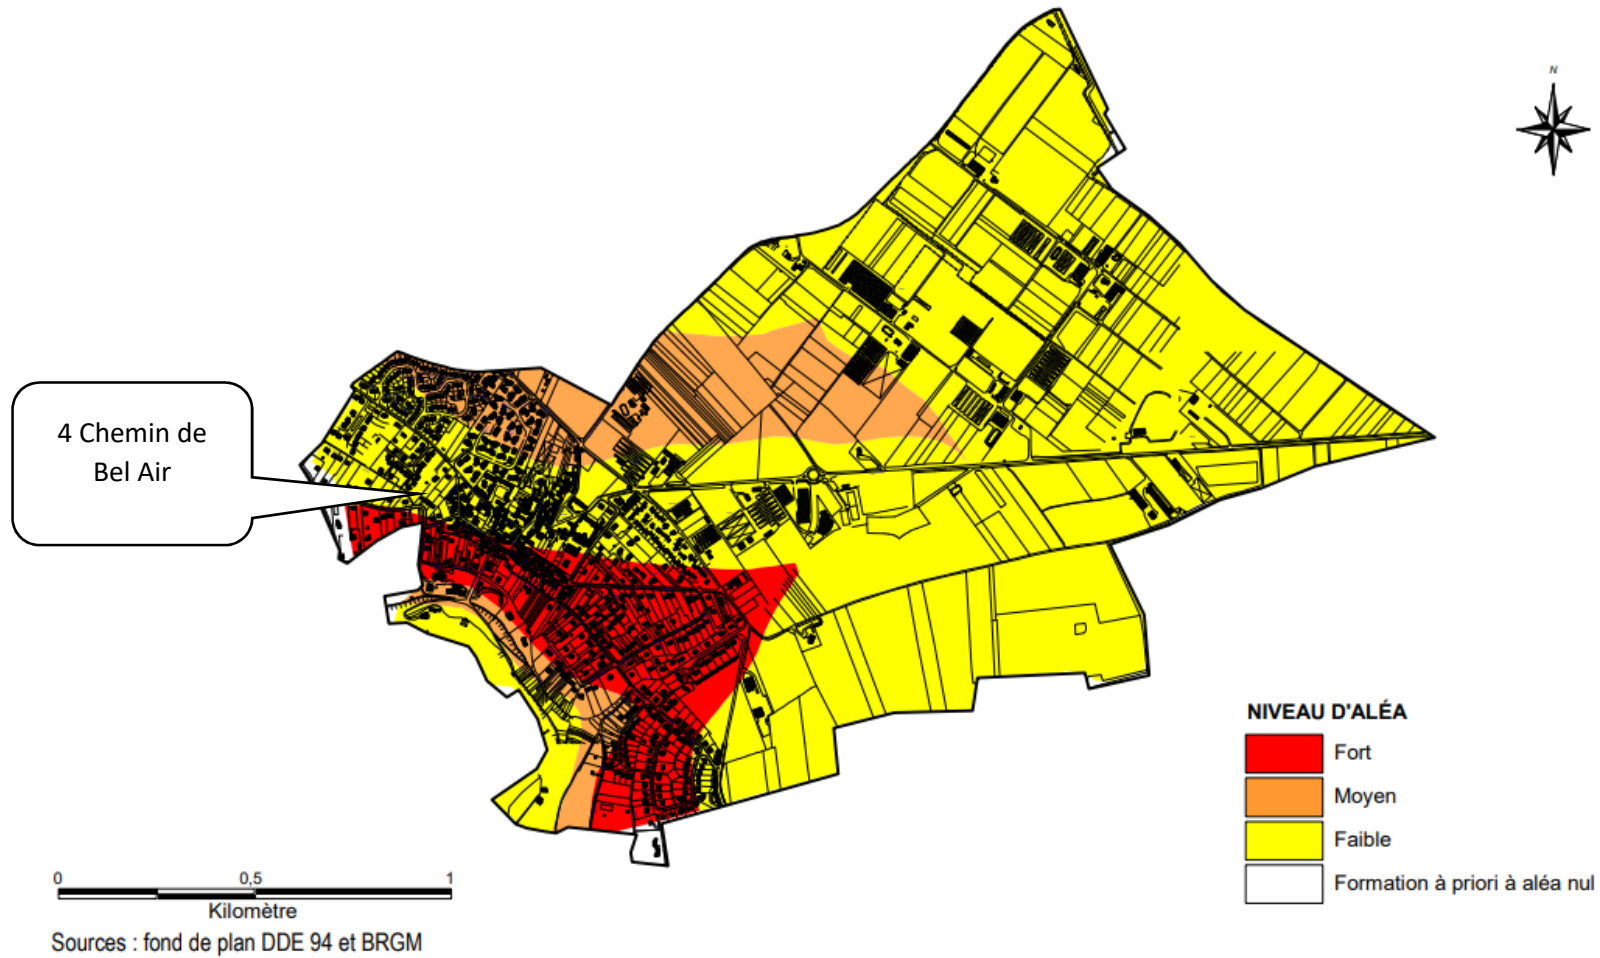 N
4 Chemin de
Bel Air
NIVEAU D'ALÉA
Fort
Moyen
Faible
Formation à priori à aléa nul
0 0,5 1
Kilomètre
Sources : fond de plan DDE 94 et BRGM